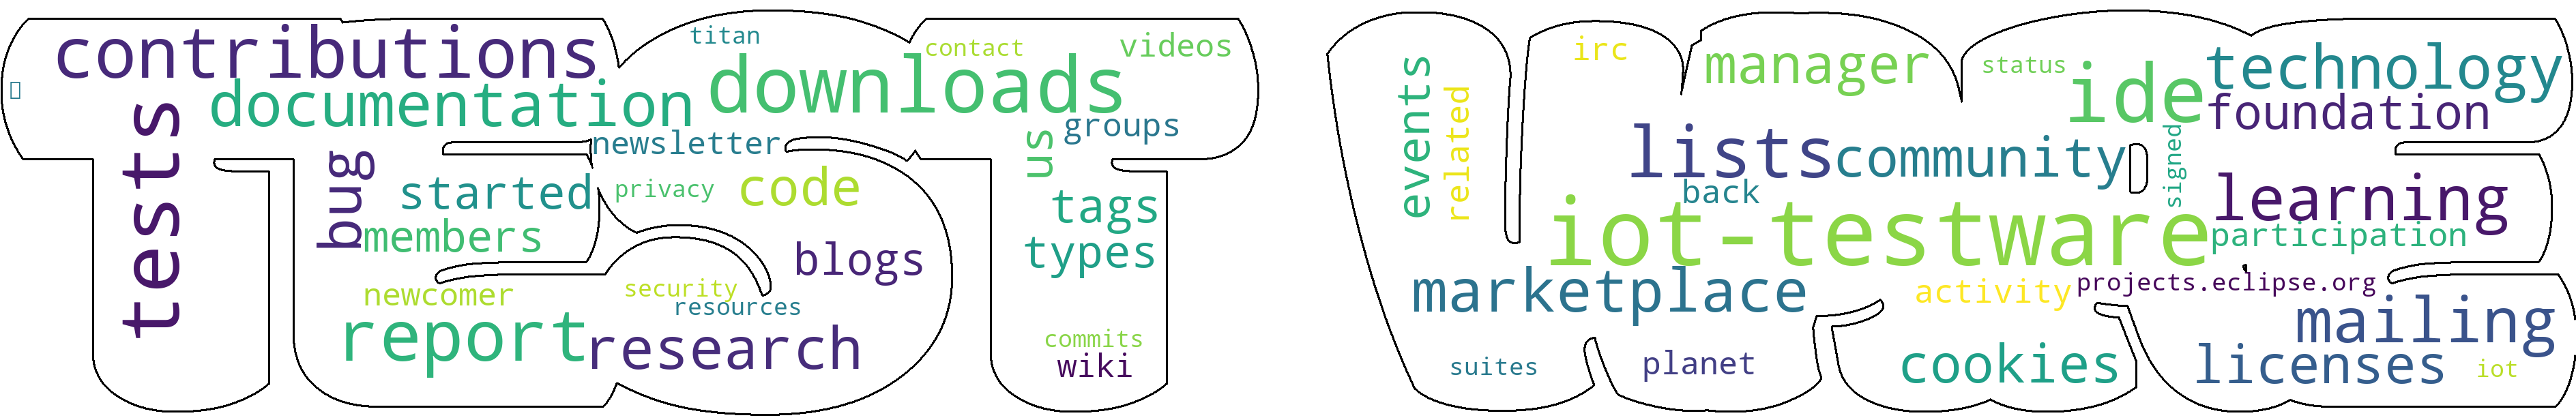 contributions
titan
contact
videos
downloads
documentation
tests
newsletter
groups
us
bug
started
privacy
code
tags
members
blogs
types
newcomer
security
resources
report
research
commits
wiki
irc
manager
status
technology
ide
foundation
events
related
lists
community
signed
back
learning
iot-testware
participation
marketplace
activity
projects.eclipse.org
mailing
suites
planet
cookies
licenses
iot